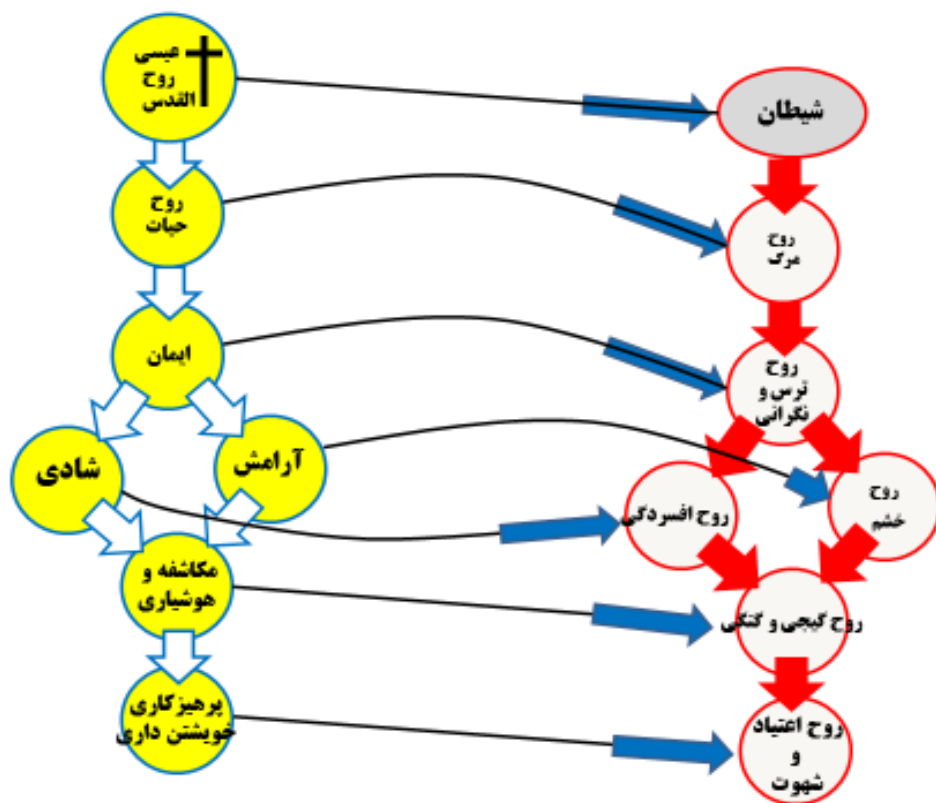 عیسی
روح
القدس
روح
حیات
ایمان
شادی
آرامش
مکاشفه و
هوشیاری
پرهیزکاری
خویشتن داری
شیطان
روح
مرگ
روح
ترس و
نگرانی
روح افسردگی
روح
خشم
روح گیجی و گنگی
روح اعتیاد
و
شهوت